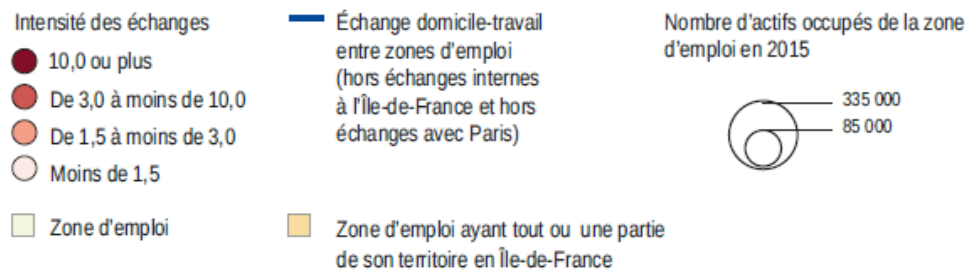 Intensité des échanges
10,0 ou plus
De 3,0 à moins de 10,0
De 1,5 à moins de 3,0
Moins de 1,5
Zone d'emploi
Échange domicile-travail
entre zones d'emploi
(hors échanges internes
à l'Île-de-France et hors
échanges avec Paris)
Zone d'emploi ayant tout ou une partie
de son territoire en Île-de-France
Nombre d'actifs occupés de la zone
d'emploi en 2015
335 000
85 000